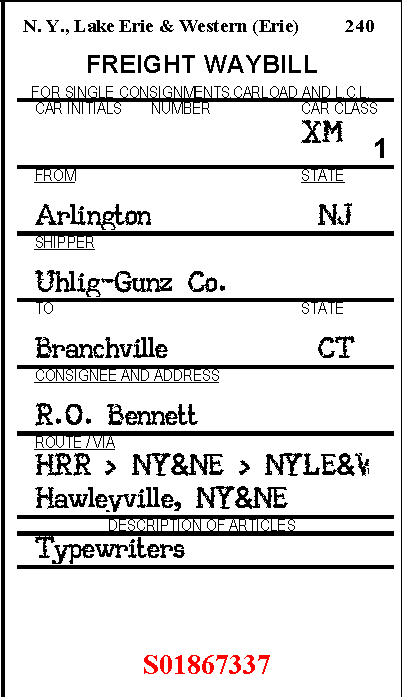 N. Y., Lake Erie & Western (Erie) 240
FREIGHT WAYBILL
FOR SINGLE CONSIGNMENTS CARLOAD AND L.C.L.
CAR INITIALS NUMBER CAR CLASS
XM 1
FROM STATE
Arlington NJ
SHIPPER
Uhlig-Gunz Co.
TO STATE
Branchville CT
CONSIGNEE AND ADDRESS
R.O. Bennett
ROUTE / VIA
HRR > NY&NE >
Hawleyville, NY&NE
DESCRIPTION OF ARTICLES
Typewriters
S01867337